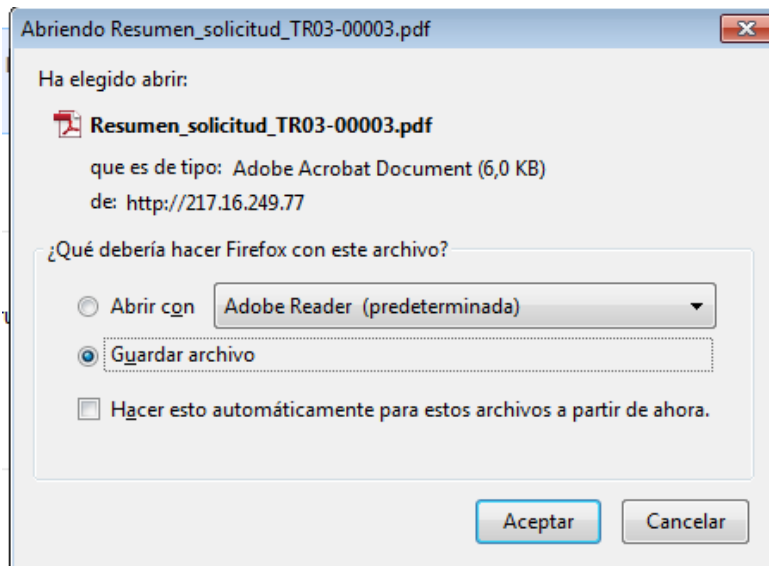 Abriendo Resumen_solicitud_TR03-00003.pdf
Ha elegido abrir:
Resumen_solicitud_TR03-00003.pdf
que es de tipo: Adobe Acrobat Document (6,0 KB)
de: http://217.16.249.77
¿Qué debería hacer Firefox con este archivo?
Abrir con Adobe Reader (predeterminada)
Guardar archivo
Hacer esto automáticamente para estos archivos a partir de ahora.
Aceptar Cancelar